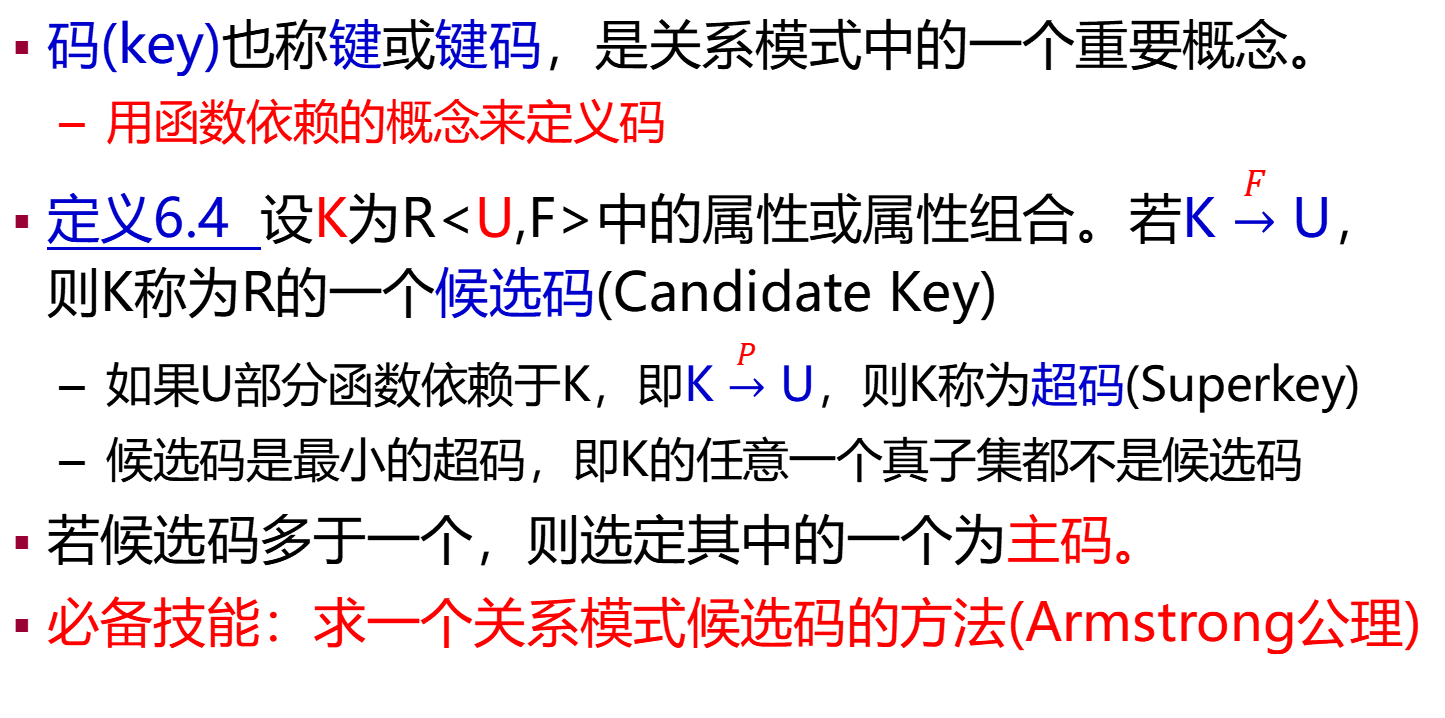 ▪ 码(key)也称键或键码，是关系模式中的一个重要概念。
– 用函数依赖的概念来定义码
▪ 定义6.4 设K为R<U,F>中的属性或属性组合。若K F→ U，
则K称为R的一个候选码(Candidate Key)
– 如果U部分函数依赖于K，即K P→ U，则K称为超码(Superkey)
– 候选码是最小的超码，即K的任意一个真子集都不是候选码
▪ 若候选码多于一个，则选定其中的一个为主码。
▪ 必备技能：求一个关系模式候选码的方法(Armstrong公理)